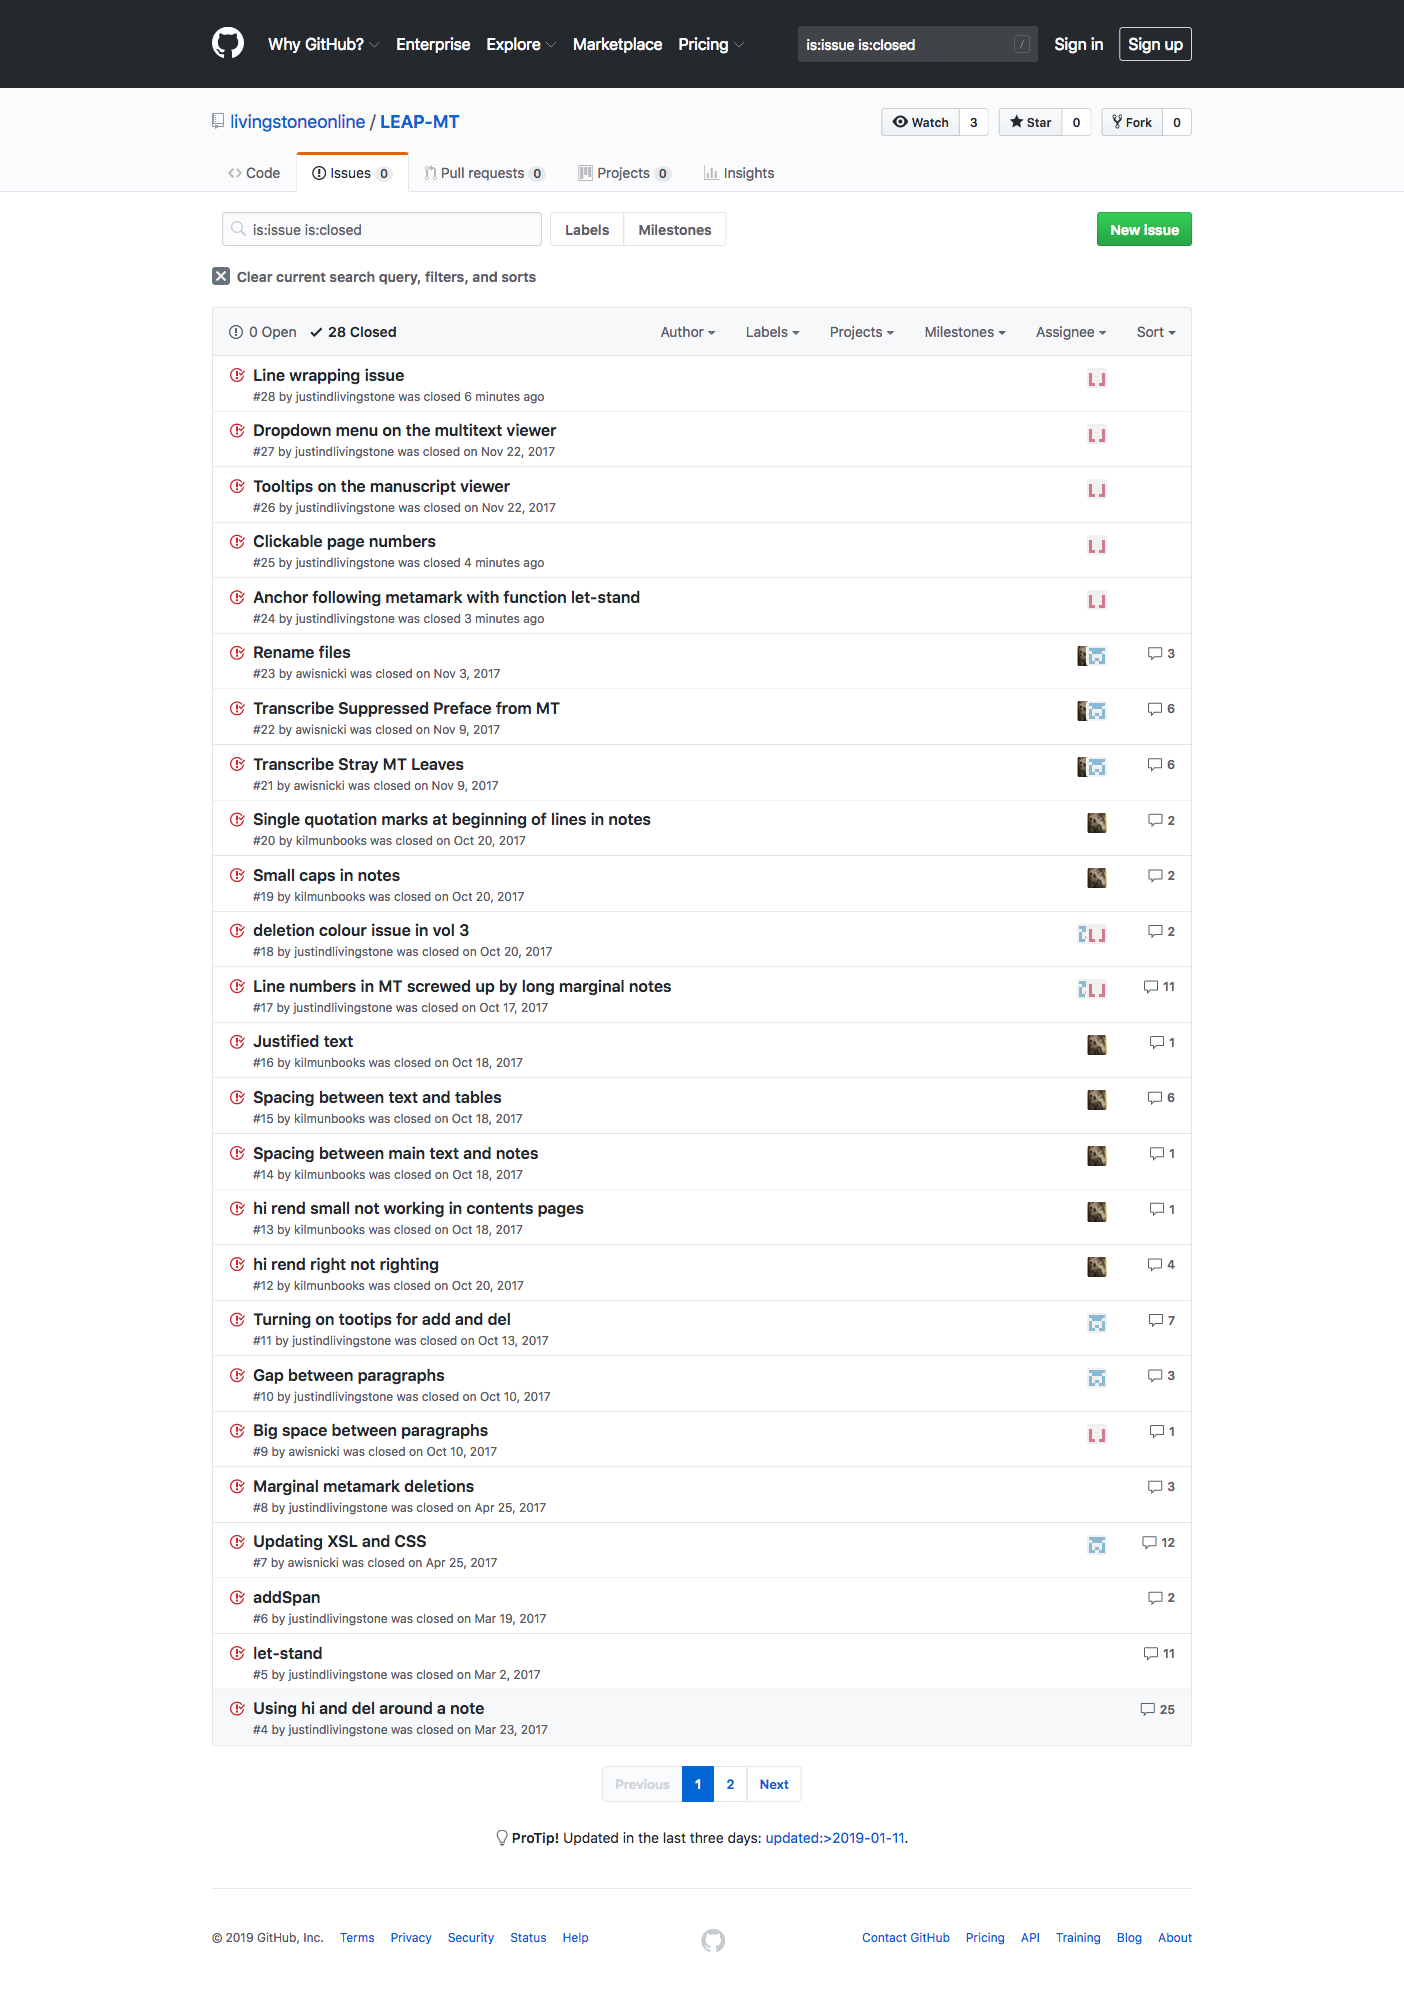 Why GitHub? Enterprise Explore Marketplace Pricing is:issue is:closed / Sign in Sign up
livingstoneonline / LEAP-MT Watch 3 Star 0 Fork 0
Code Issues 0 Pull requests 0 Projects 0 Insights
is:issue is:closed Labels Milestones New issue
Clear current search query, filters, and sorts
0 Open 28 Closed Author Labels Projects Milestones Assignee Sort
Line wrapping issue
#28 by justindlivingstone was closed 6 minutes ago
Dropdown menu on the multitext viewer
#27 by justindlivingstone was closed on Nov 22, 2017
Tooltips on the manuscript viewer
#26 by justindlivingstone was closed on Nov 22, 2017
Clickable page numbers
#25 by justindlivingstone was closed 4 minutes ago
Anchor following metamark with function let-stand
#24 by justindlivingstone was closed 3 minutes ago
Rename files 3
#23 by awisnicki was closed on Nov 3, 2017
Transcribe Suppressed Preface from MT 6
#22 by awisnicki was closed on Nov 9, 2017
Transcribe Stray MT Leaves 6
#21 by awisnicki was closed on Nov 9, 2017
Single quotation marks at beginning of lines in notes 2
#20 by kilmunbooks was closed on Oct 20, 2017
Small caps in notes 2
#19 by kilmunbooks was closed on Oct 20, 2017
deletion colour issue in vol 3 2
#18 by justindlivingstone was closed on Oct 20, 2017
Line numbers in MT screwed up by long marginal notes 11
#17 by justindlivingstone was closed on Oct 17, 2017
Justified text 1
#16 by kilmunbooks was closed on Oct 18, 2017
Spacing between text and tables 6
#15 by kilmunbooks was closed on Oct 18, 2017
Spacing between main text and notes 1
#14 by kilmunbooks was closed on Oct 18, 2017
hi rend small not working in contents pages 1
#13 by kilmunbooks was closed on Oct 18, 2017
hi rend right not righting 4
#12 by kilmunbooks was closed on Oct 20, 2017
Turning on tootips for add and del 7
#11 by justindlivingstone was closed on Oct 13, 2017
Gap between paragraphs 3
#10 by justindlivingstone was closed on Oct 10, 2017
Big space between paragraphs 1
#9 by awisnicki was closed on Oct 10, 2017
Marginal metamark deletions 3
#8 by justindlivingstone was closed on Apr 25, 2017
Updating XSL and CSS 12
#7 by awisnicki was closed on Apr 25, 2017
addSpan 2
#6 by justindlivingstone was closed on Mar 19, 2017
let-stand 11
#5 by justindlivingstone was closed on Mar 2, 2017
Using hi and del around a note 25
#4 by justindlivingstone was closed on Mar 23, 2017
Previous 1 2 Next
ProTip! Updated in the last three days: updated:>2019-01-11.
© 2019 GitHub, Inc. Terms Privacy Security Status Help Contact GitHub Pricing API Training Blog About